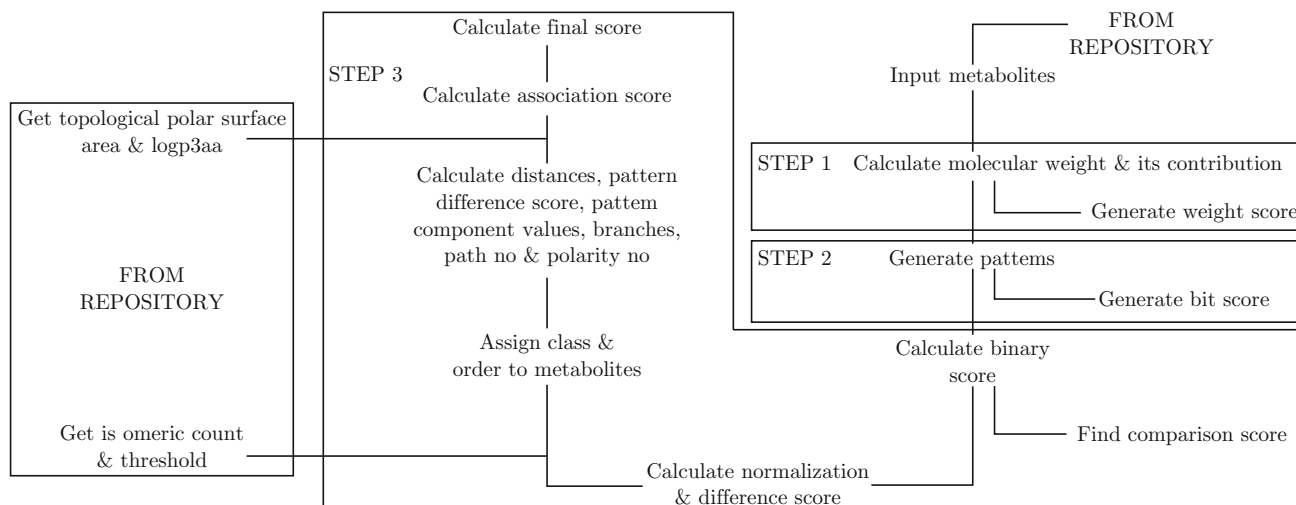 Calculate final score
STEP 3
Calculate association score
Get topological polar surface
area & logp3aa
Calculate distances, pattern
difference score, pattem
component values, branches,
path no & polarity no
FROM
REPOSITORY
Assign class &
order to metabolites
Get is omeric count
& threshold
Calculate normalization
& difference score
FROM
REPOSITORY
Input metabolites
STEP 1
Calculate molecular weight & its contribution
Generate weight score
STEP 2
Generate pattems
Generate bit score
Calculate binary
score
Find comparison score